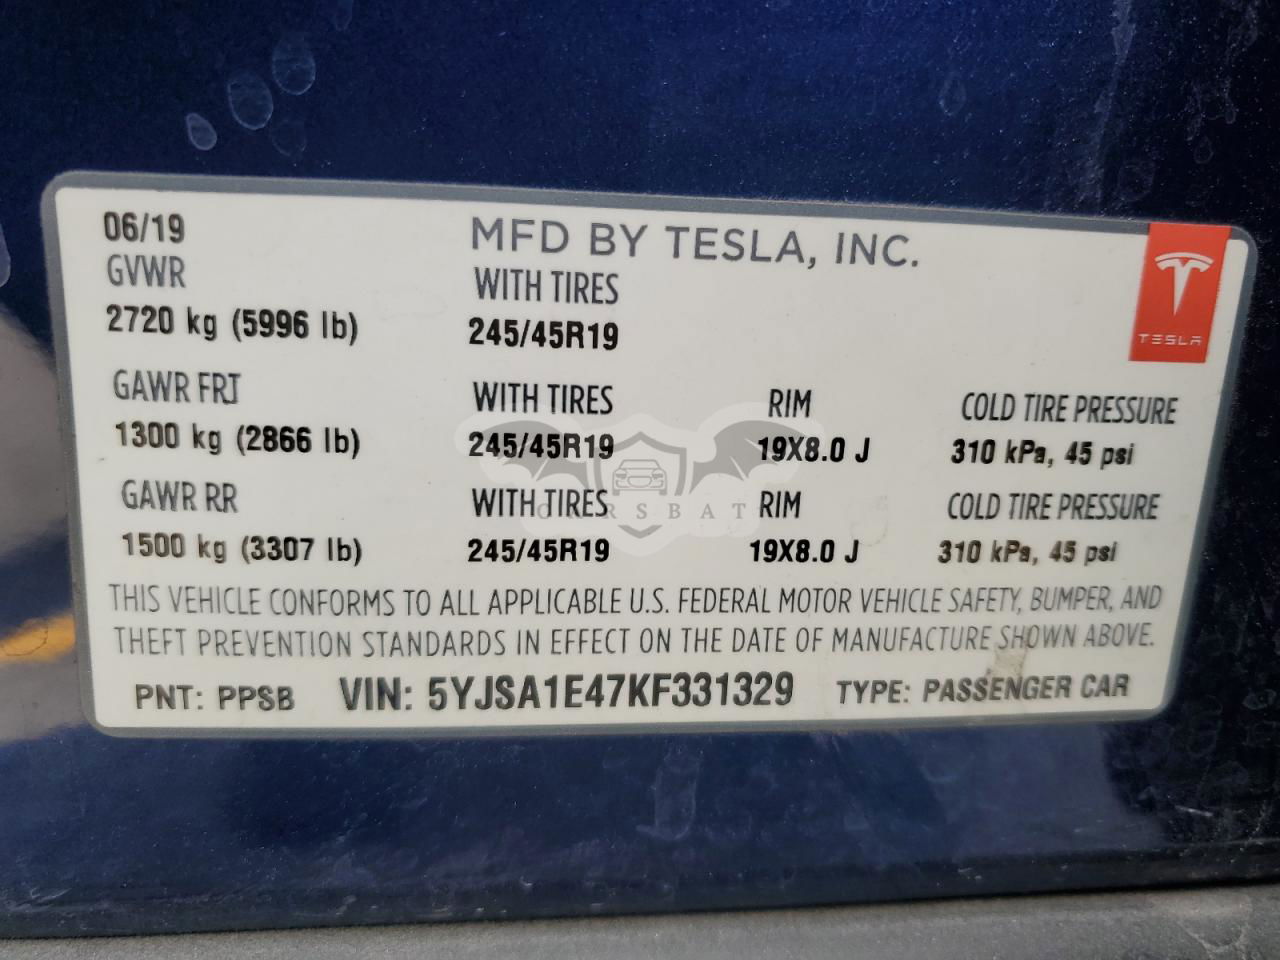 06/19 MFD BY TESLA, INC.
GVWR WITH TIRES
2720 kg (5996 lb) 245/45R19
TESLA
GAWR FRT WITH TIRES RIM COLD TIRE PRESSURE
1300 kg (2866 lb) 245/45R19 19X8.0 J 310 kPa, 45 psi
GAWR RR WITH TIRES RIM COLD TIRE PRESSURE
CARSBAT
1500 kg (3307 lb) 245/45R19 19X8.0 J 310 kPa, 45 psi
THIS VEHICLE CONFORMS TO ALL APPLICABLE U.S. FEDERAL MOTOR VEHICLE SAFETY, BUMPER, AND
THEFT PREVENTION STANDARDS IN EFFECT ON THE DATE OF MANUFACTURE SHOWN ABOVE.
PNT: PPSB VIN: 5YJSA1E47KF331329 TYPE: PASSENGER CAR